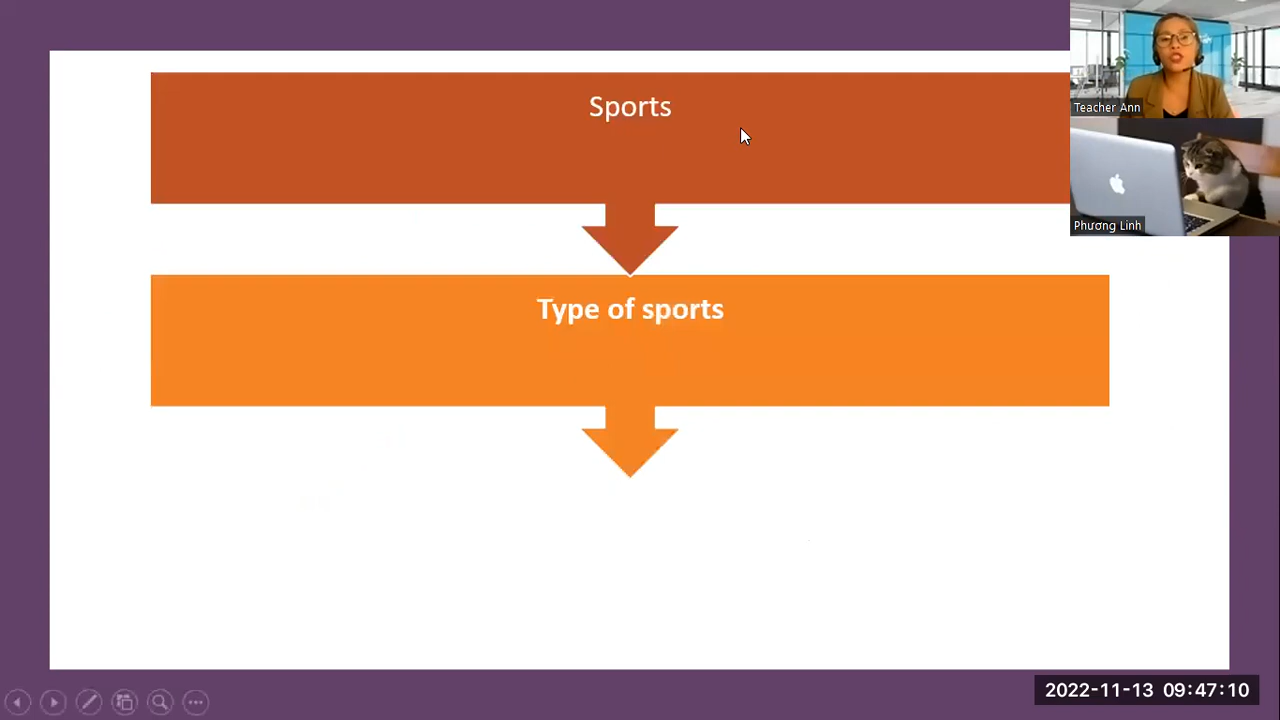 Sports
Teacher Ann
Phương Linh
Type of sports
2022-11-13 09:47:10